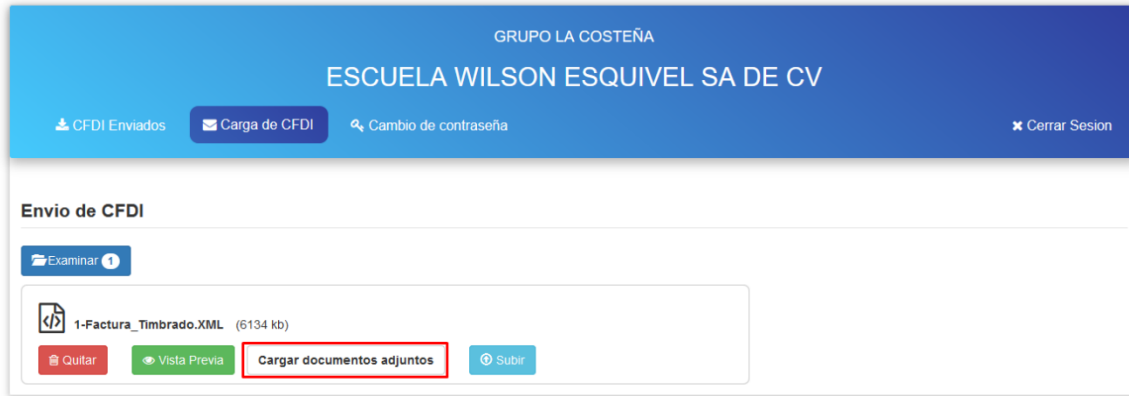 GRUPO LA COSTEÑA
ESCUELA WILSON ESQUIVEL SA DE CV
CFDI Enviados Carga de CFDI Cambio de contraseña Cerrar Sesion
Envio de CFDI
Examinar 1
1-Factura_Timbrado.XML (6134 kb)
Quitar Vista Previa Cargar documentos adjuntos Subir